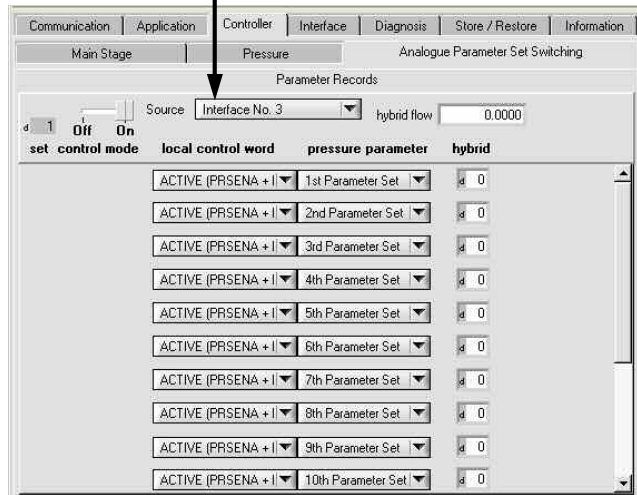 Communication Application Controller Interface Diagnosis Store / Restore Information
Main Stage Pressure Analogue Parameter Set Switching
Parameter Records
Source Interface No. 3 hybrid flow 0.0000
d 1 Off On
set control mode local control word pressure parameter hybrid
ACTIVE (PRSENA + I 1st Parameter Set d 0
ACTIVE (PRSENA + I 2nd Parameter Set d 0
ACTIVE (PRSENA + I 3rd Parameter Set d 0
ACTIVE (PRSENA + I 4th Parameter Set d 0
ACTIVE (PRSENA + I 5th Parameter Set d 0
ACTIVE (PRSENA + I 6th Parameter Set d 0
ACTIVE (PRSENA + I 7th Parameter Set d 0
ACTIVE (PRSENA + I 8th Parameter Set d 0
ACTIVE (PRSENA + I 9th Parameter Set d 0
ACTIVE (PRSENA + I 10th Parameter Set d 0